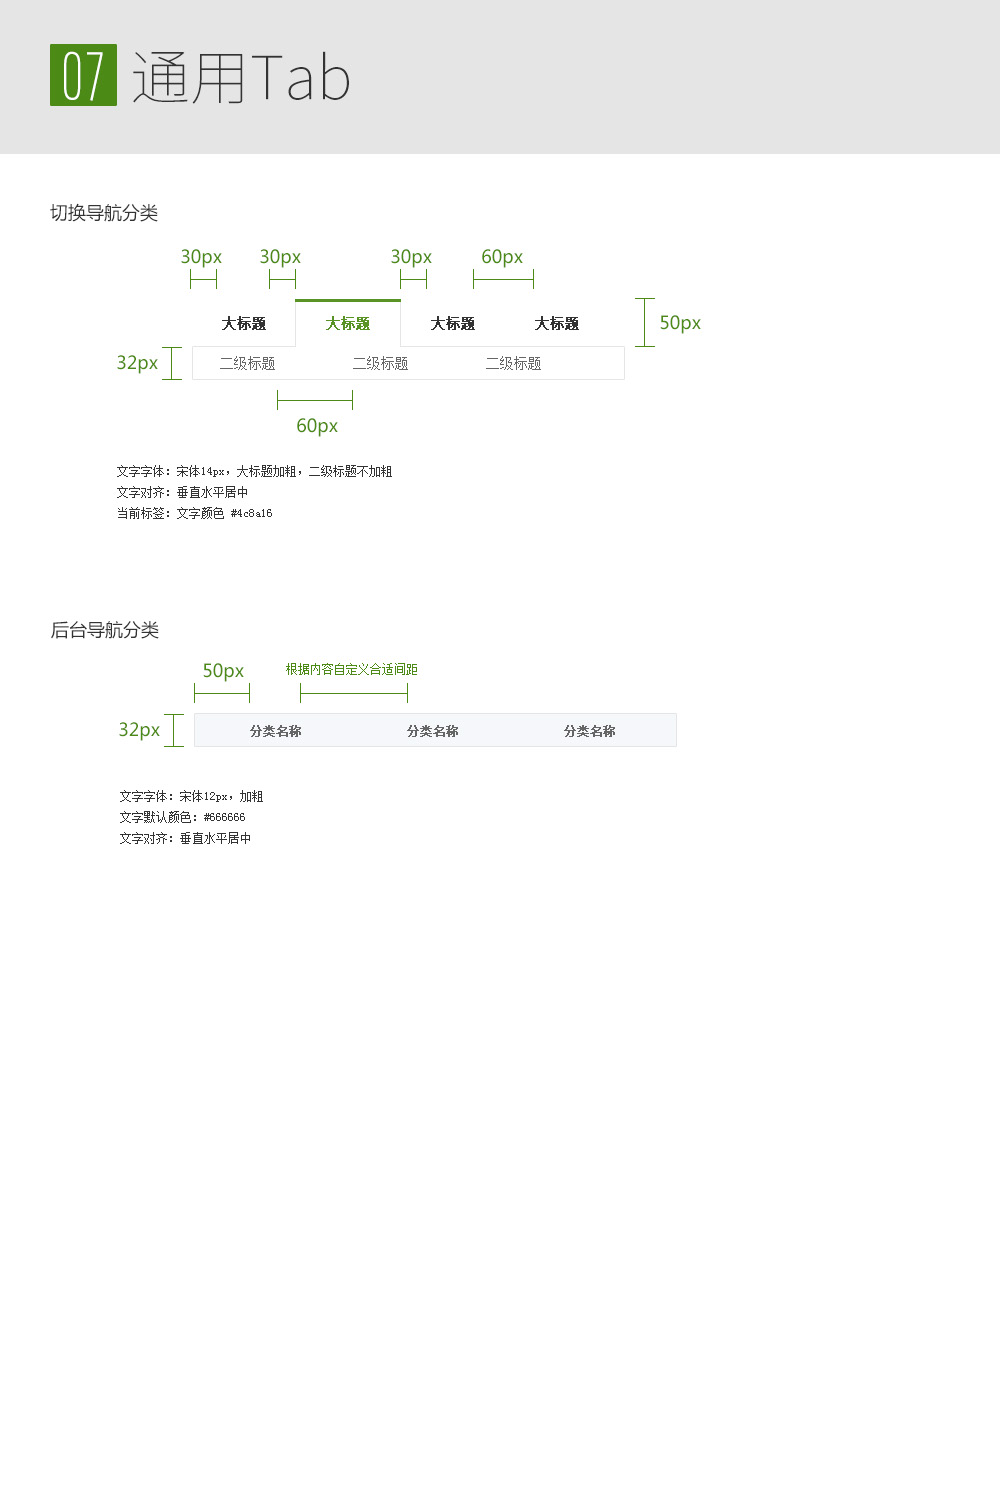 07 通用Tab
切换导航分类
30px 30px 30px 60px
大标题 大标题 大标题 大标题
50px
32px
二级标题 二级标题 二级标题
60px
文字字体：宋体14px，大标题加粗，二级标题不加粗
文字对齐：垂直水平居中
当前标签：文字颜色 #4c8a16
后台导航分类
50px 根据内容自定义合适间距
32px
分类名称 分类名称 分类名称
文字字体：宋体12px，加粗
文字默认颜色：#666666
文字对齐：垂直水平居中